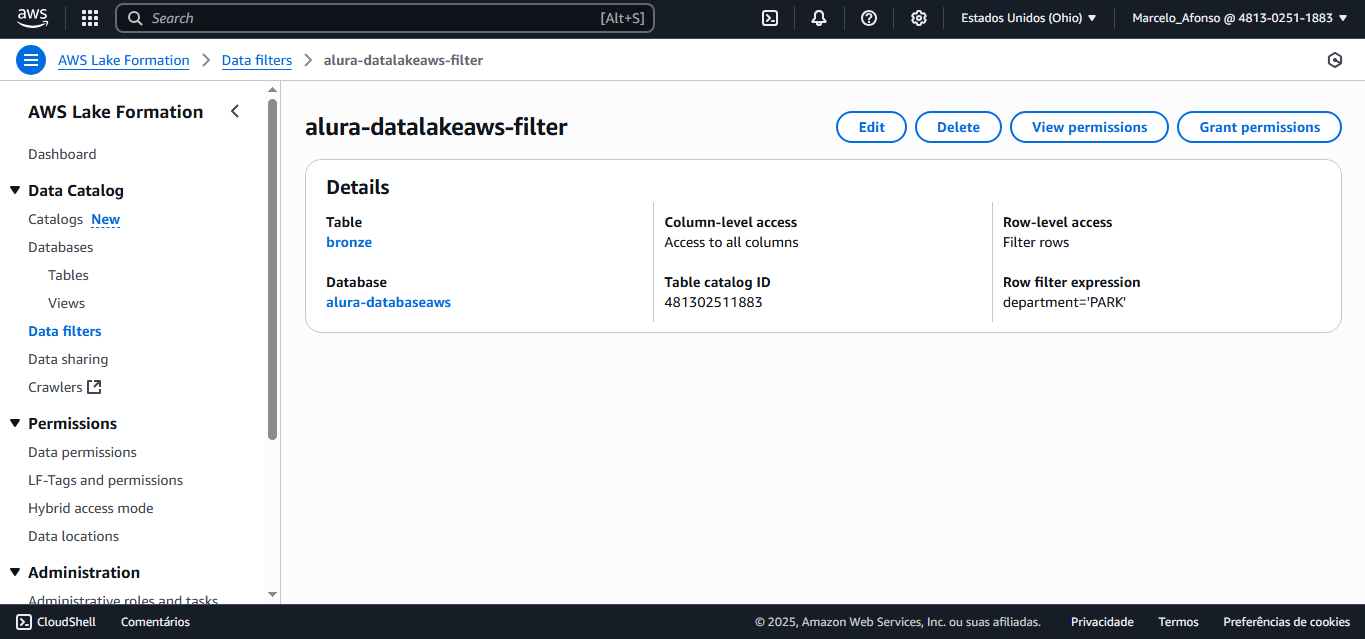 aws
Search [Alt+S]
Estados Unidos (Ohio)
Marcelo_Afonso @ 4813-0251-1883
AWS Lake Formation
Data filters
alura-datalakeaws-filter
AWS Lake Formation
Dashboard
Data Catalog
Catalogs New
Databases
Tables
Views
Data filters
Data sharing
Crawlers
Permissions
Data permissions
LF-Tags and permissions
Hybrid access mode
Data locations
Administration
Administrative roles and tasks
alura-datalakeaws-filter
Edit
Delete
View permissions
Grant permissions
Details
Table
bronze
Database
alura-databaseaws
Column-level access
Access to all columns
Table catalog ID
481302511883
Row-level access
Filter rows
Row filter expression
department='PARK'
CloudShell
Comentários
© 2025, Amazon Web Services, Inc. ou suas afiliadas.
Privacidade
Termos
Preferências de cookies